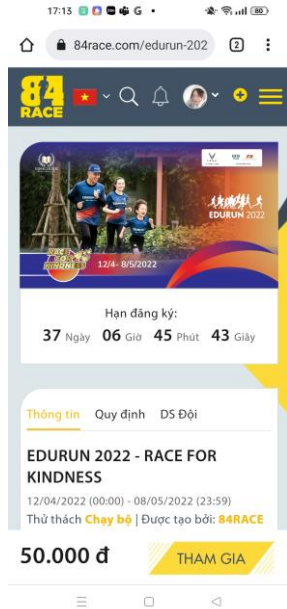 17:13
G
80
84race.com/edurun-202
2
84
RACE
EDURUN 2022
RACE FOR
KINDNESS
12/4- 8/5/2022
Hạn đăng ký:
37 Ngày 06 Giờ 45 Phút 43 Giây
Thông tin Quy định DS Đội
EDURUN 2022 - RACE FOR
KINDNESS
12/04/2022 (00:00) - 08/05/2022 (23:59)
Thử thách Chạy bộ | Được tạo bởi: 84RACE
50.000 đ
THAM GIA